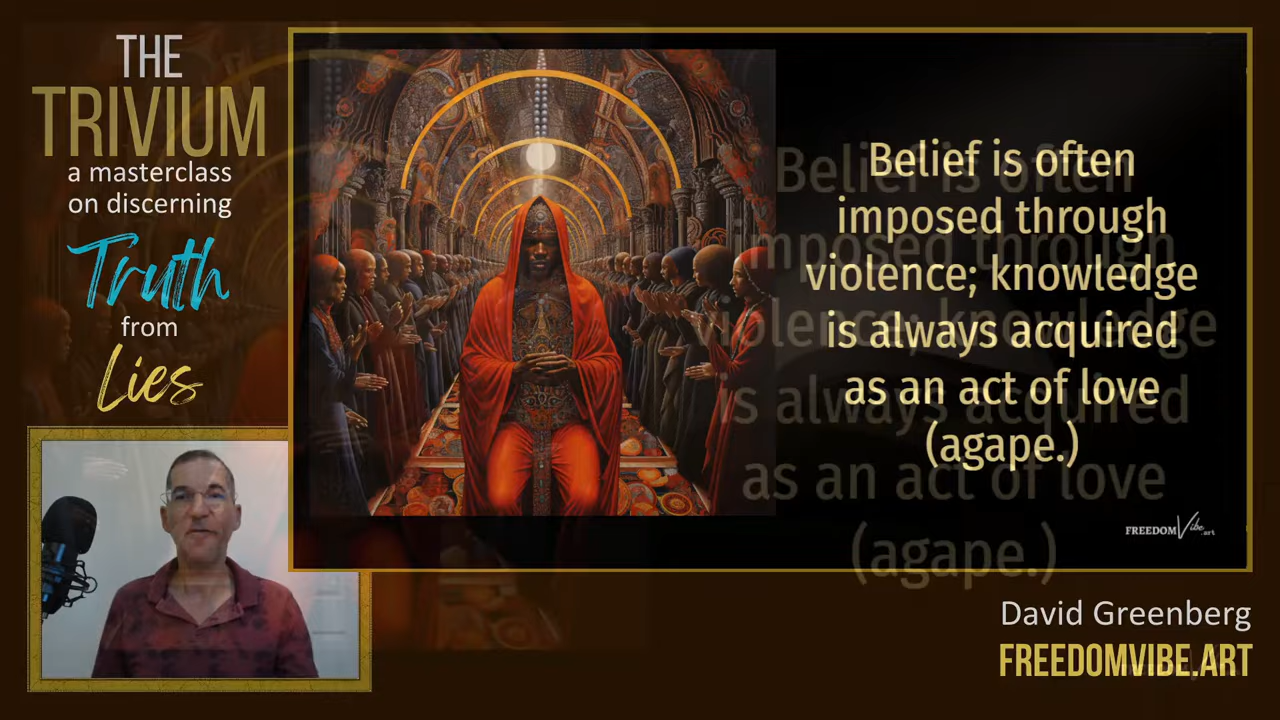 THE
TRIVIUM
a masterclass
on discerning
Truth
from
Lies
Belief is often
imposed through
violence; knowledge
is always acquired
as an act of love
(agape.)
FREEDOMVibe.art
David Greenberg
FREEDOMVIBE.ART